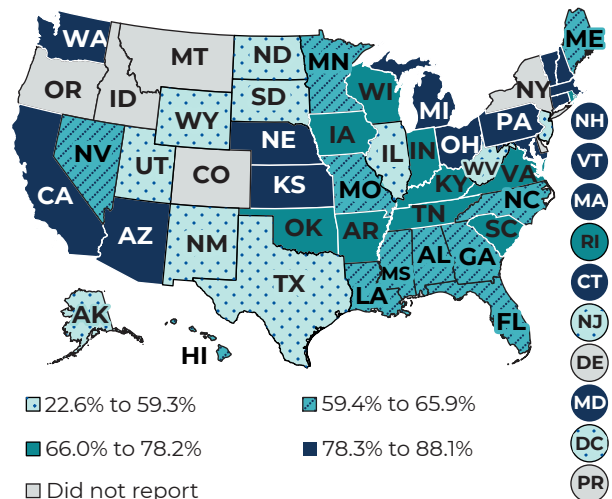 WA
MT
ND
MN
ME
OR
ID
SD
WI
NY
WY
MI
PA
NH
NV
NE
IA
IL
IN
OH
VT
UT
CO
WV
VA
CA
KS
MO
KY
MA
NC
TN
AZ
NM
OK
AR
SC
RI
TX
MS
AL
GA
CT
LA
FL
AK
NJ
HI
DE
22.6% to 59.3%
59.4% to 65.9%
MD
66.0% to 78.2%
78.3% to 88.1%
DC
Did not report
PR